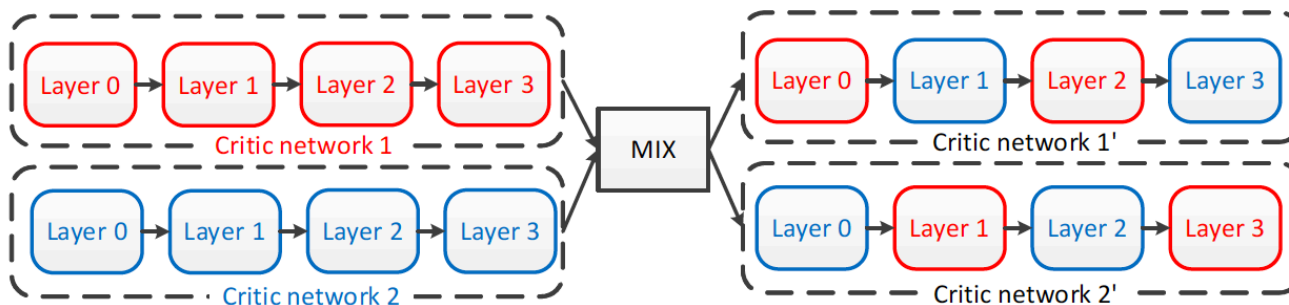 Layer 0
Layer 1
Layer 2
Layer 3
Critic network 1
Layer 0
Layer 1
Layer 2
Layer 3
Critic network 2
MIX
Layer 0
Layer 1
Layer 2
Layer 3
Critic network 1'
Layer 0
Layer 1
Layer 2
Layer 3
Critic network 2'